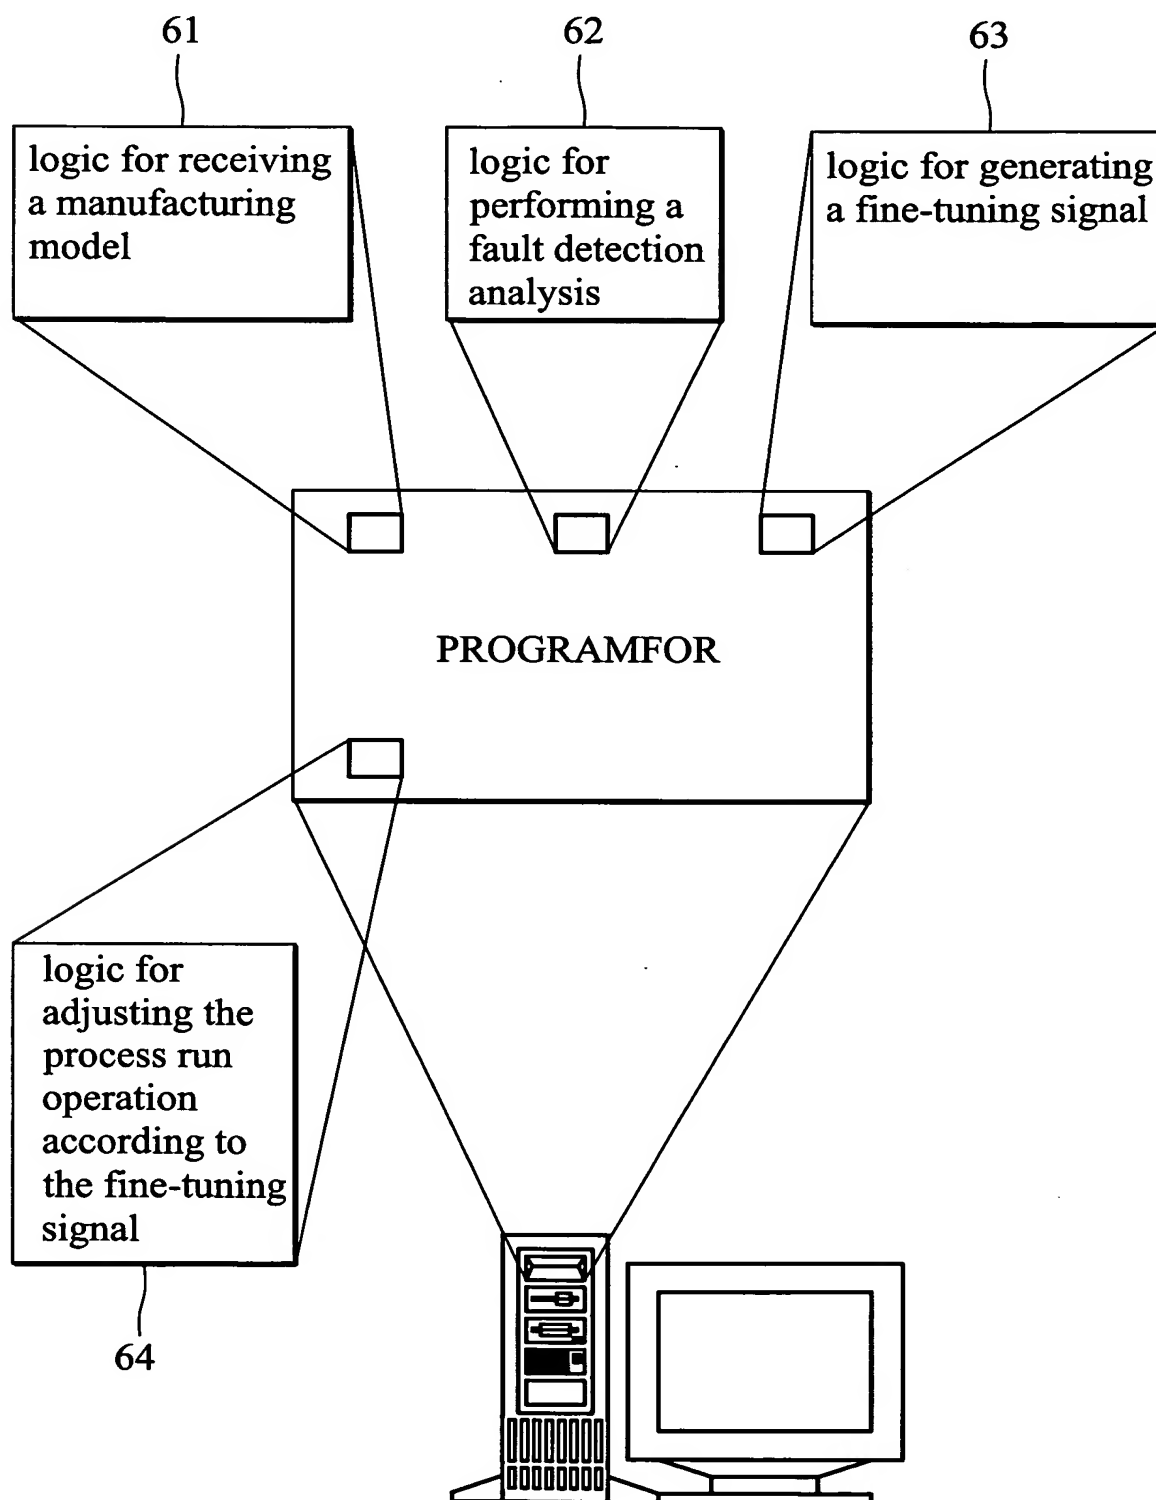 61
62
63
logic for receiving
a manufacturing
model
logic for
performing a
fault detection
analysis
logic for generating
a fine-tuning signal
PROGRAMFOR
logic for
adjusting the
process run
operation
according to
the fine-tuning
signal
64